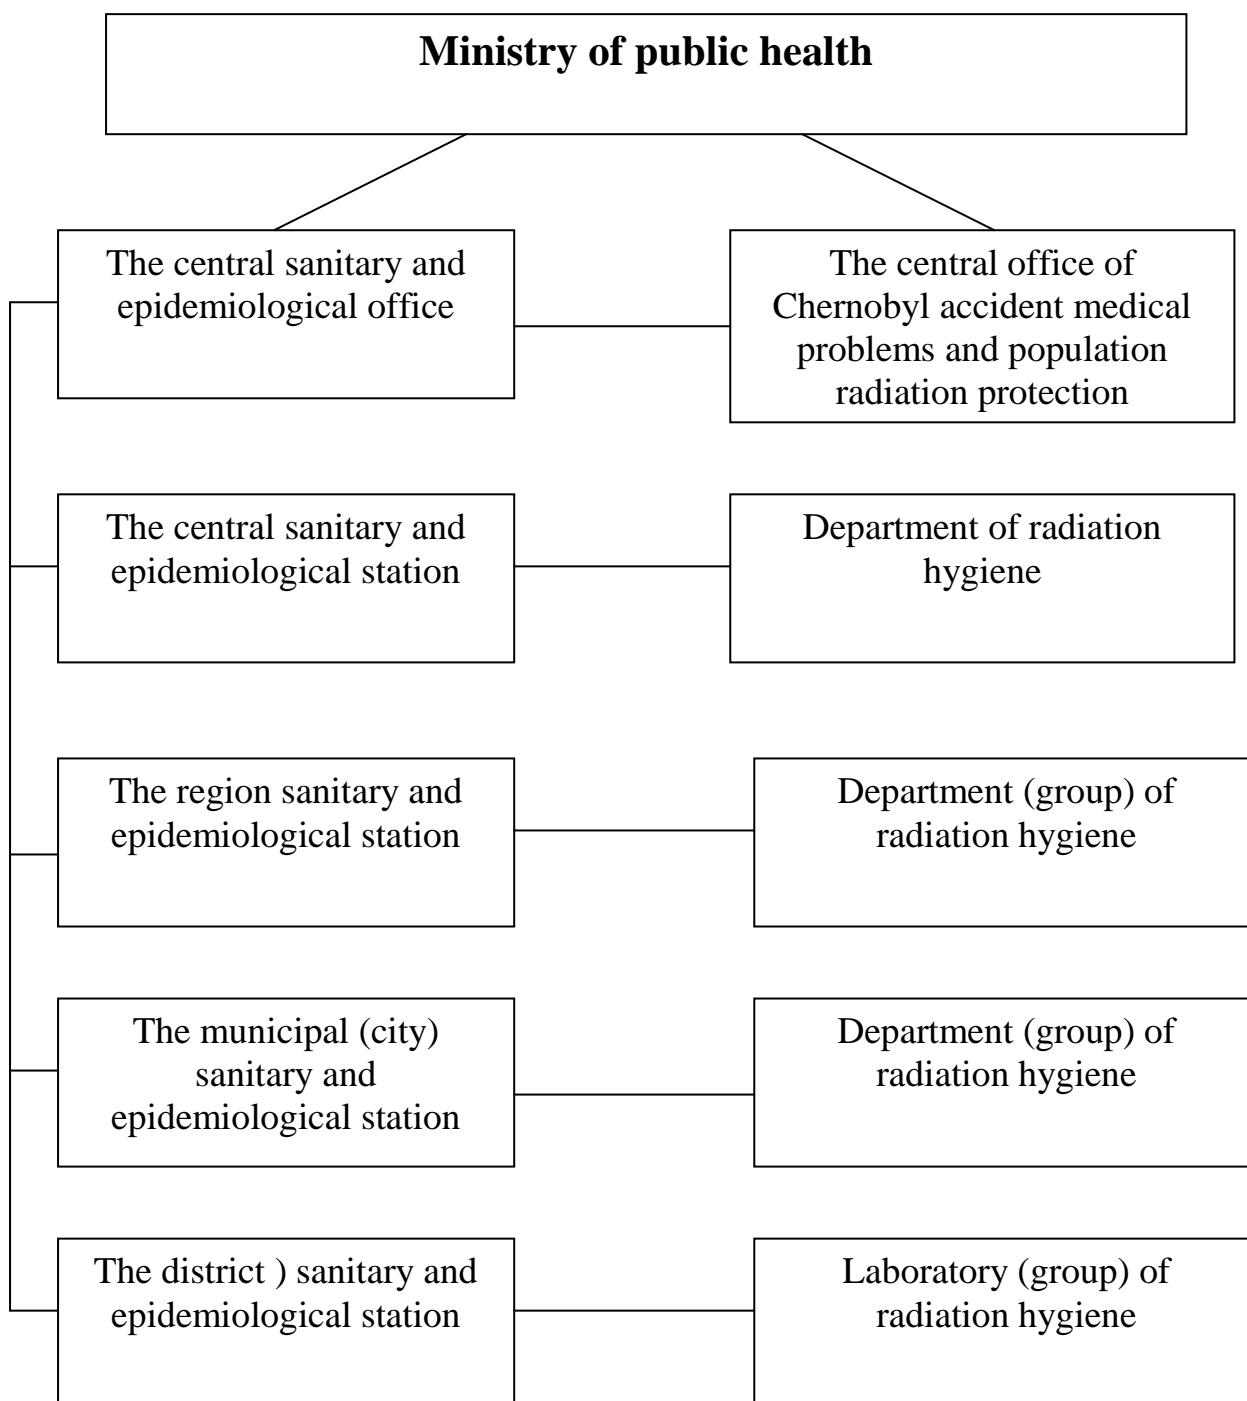 Ministry of public health
The central sanitary and
epidemiological office
The central office of
Chernobyl accident medical
problems and population
radiation protection
The central sanitary and
epidemiological station
Department of radiation
hygiene
The region sanitary and
epidemiological station
Department (group) of
radiation hygiene
The municipal (city)
sanitary and
epidemiological station
Department (group) of
radiation hygiene
The district ) sanitary and
epidemiological station
Laboratory (group) of
radiation hygiene